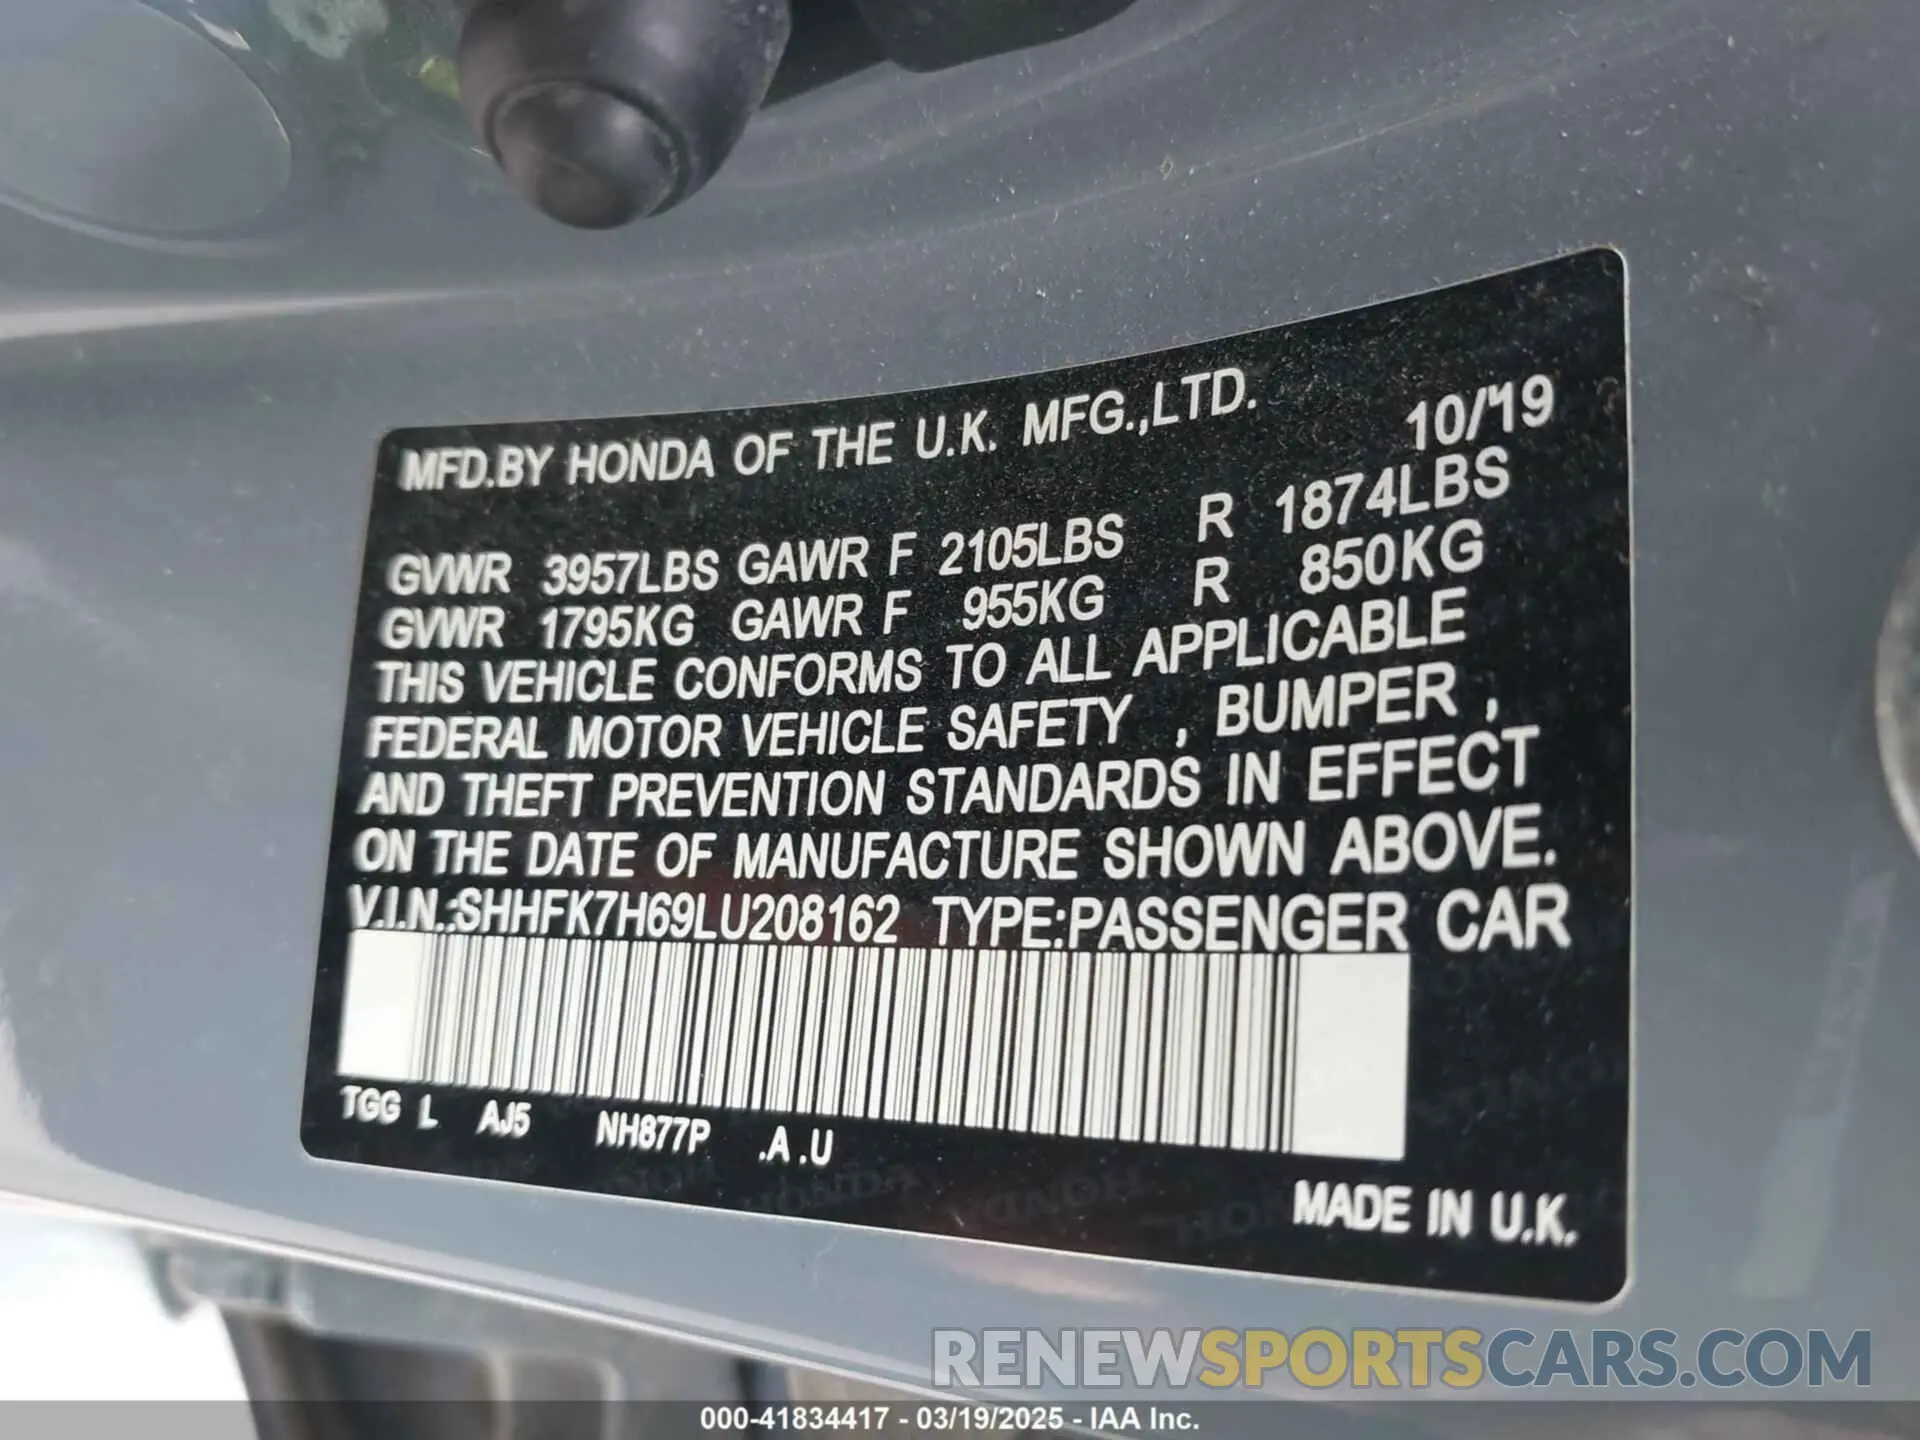 MFD.BY HONDA OF THE U.K. MFG.,LTD. 10/'19
GVWR 3957LBS GAWR F 2105LBS R 1874LBS
GVWR 1795KG GAWR F 955KG R 850KG
THIS VEHICLE CONFORMS TO ALL APPLICABLE
FEDERAL MOTOR VEHICLE SAFETY , BUMPER ,
AND THEFT PREVENTION STANDARDS IN EFFECT
ON THE DATE OF MANUFACTURE SHOWN ABOVE.
V.I.N.:SHHFK7H69LU208162 TYPE:PASSENGER CAR
TGG L AJ5 NH877P .A .U
HONDA
MADE IN U.K.
RENEWSPORTSCARS.COM
000-41834417 - 03/19/2025 - IAA Inc.